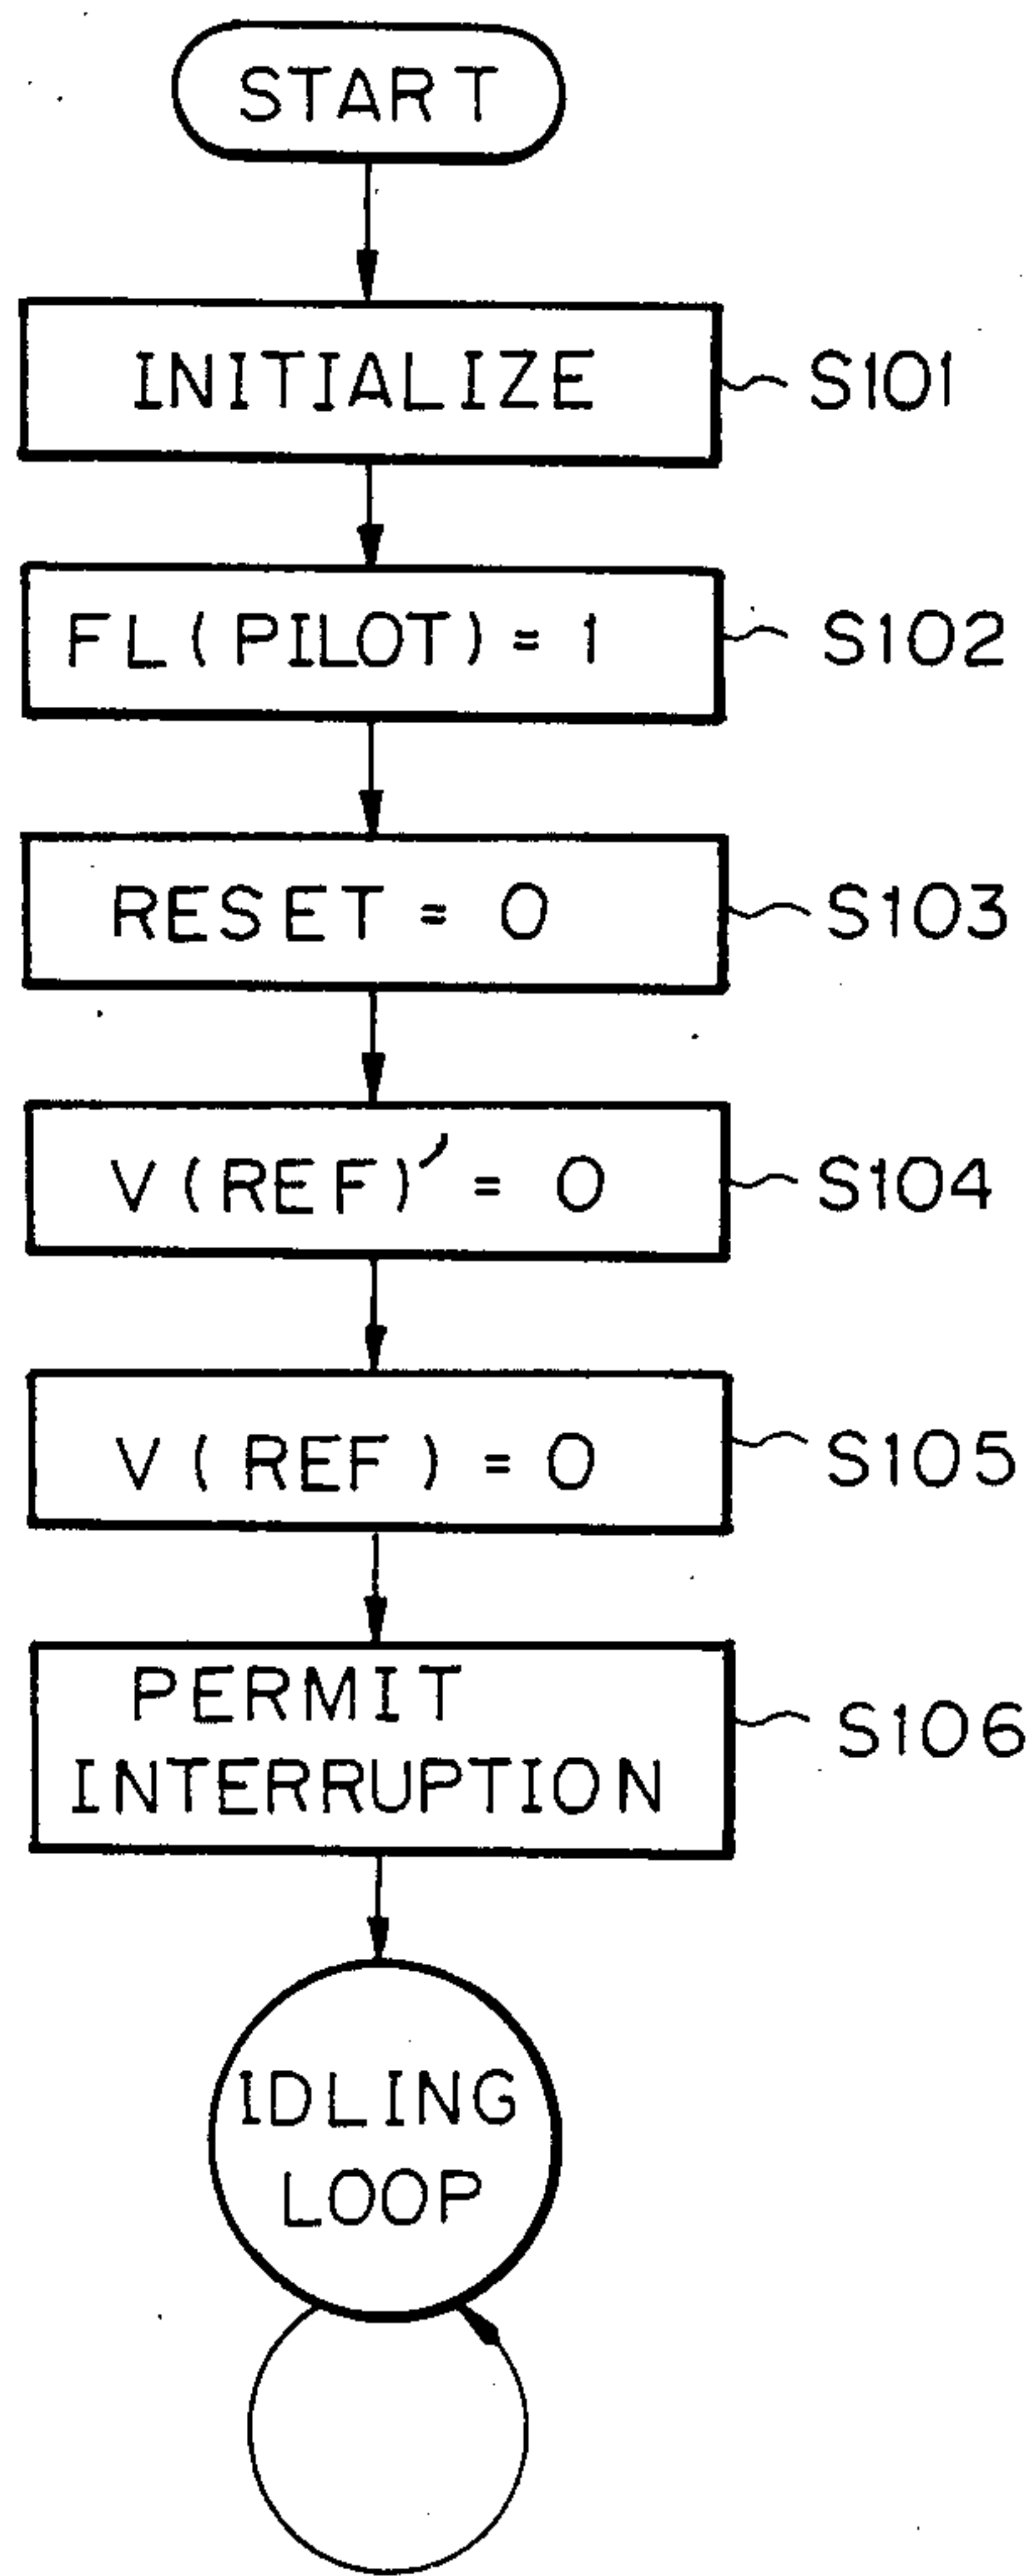 START
INITIALIZE
S101
FL(PILOT) = 1
S102
RESET = 0
S103
V(REF)' = 0
S104
V(REF) = 0
S105
PERMIT
INTERRUPTION
S106
IDLING
LOOP